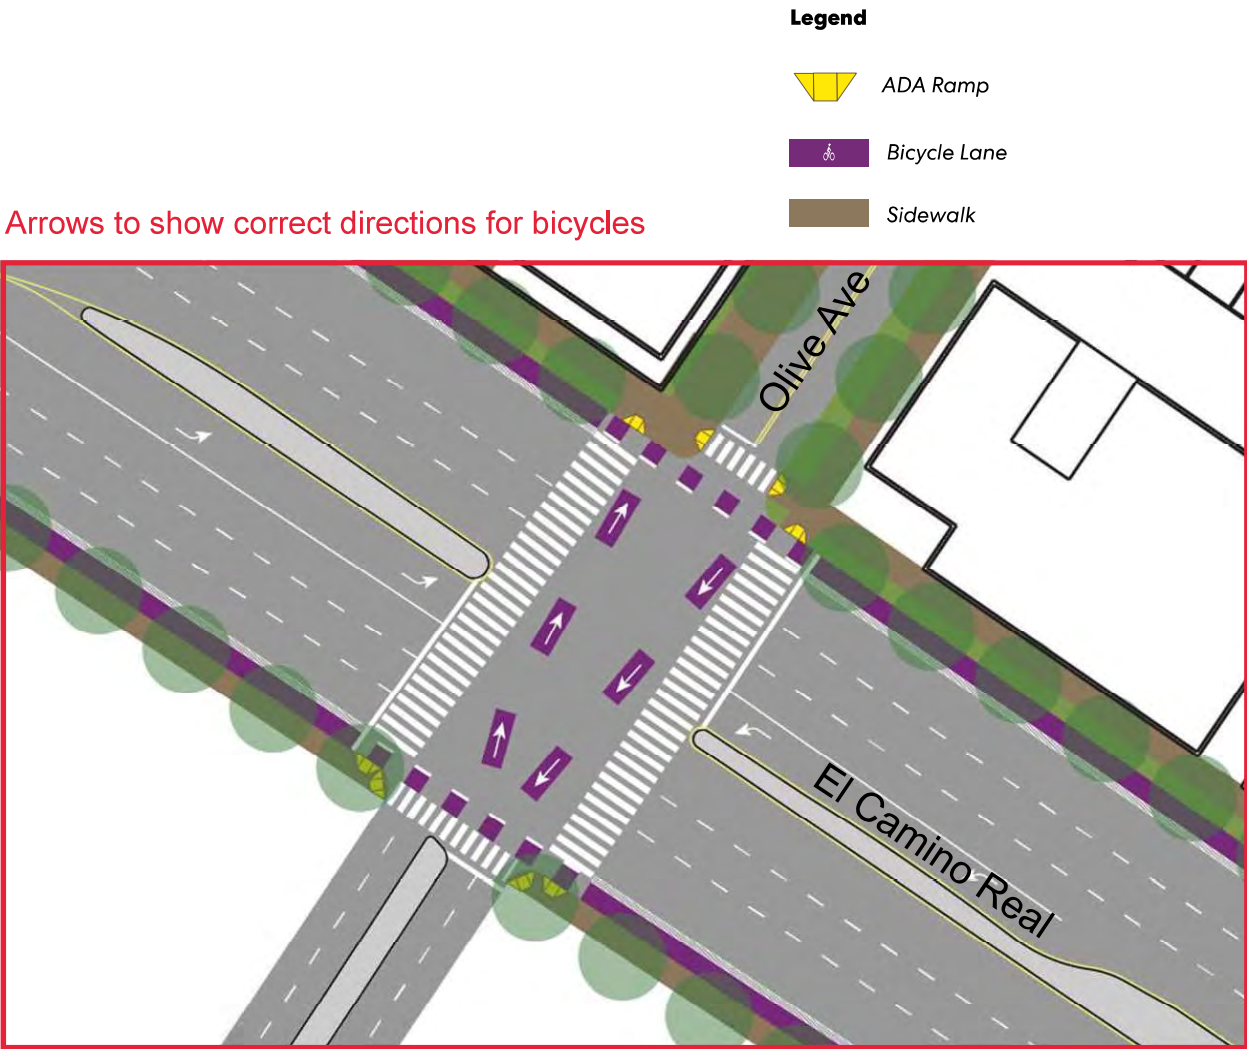 Legend
ADA Ramp
Bicycle Lane
Sidewalk
Arrows to show correct directions for bicycles
Olive Ave
El Camino Real